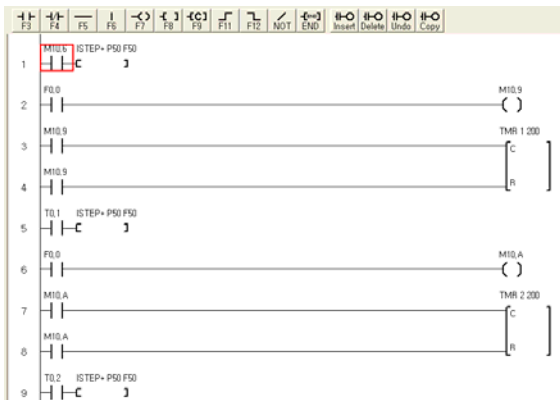 F3 F4 F5 F6 F7 F8 F9 F11 F12 NOT END Insert Delete Undo Copy
M10,6 ISTEP+ P50 F50
1
F0,0 M10,9
2
M10,9 TMR 1 200
3 C
M10,9
4 R
T0,1 ISTEP+ P50 F50
5
F0,0 M10,A
6
M10,A TMR 2 200
7 C
M10,A
8 R
T0,2 ISTEP+ P50 F50
9